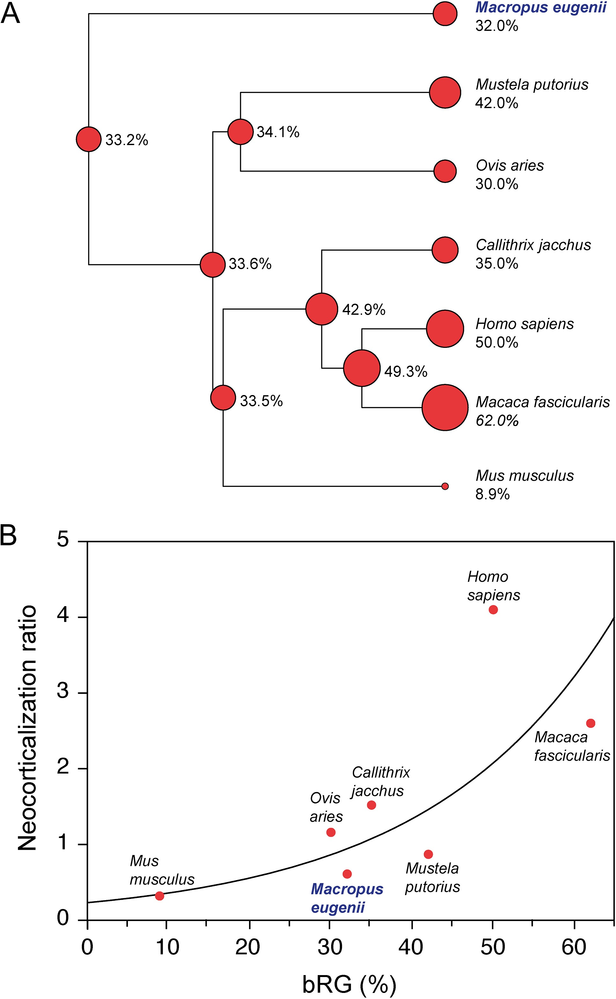 A
Macropus eugenii
32.0%
Mustela putorius
42.0%
34.1%
33.2%
Ovis aries
30.0%
Callithrix jacchus
35.0%
33.6%
42.9%
Homo sapiens
50.0%
49.3%
Macaca fascicularis
62.0%
33.5%
Mus musculus
8.9%
B
5
4
3
2
1
0
Neocorticalization ratio
Homo
sapiens
Macaca
fascicularis
Callithrix
jacchus
Ovis
aries
Mus
musculus
Mustela
putorius
Macropus
eugenii
0 10 20 30 40 50 60
bRG (%)